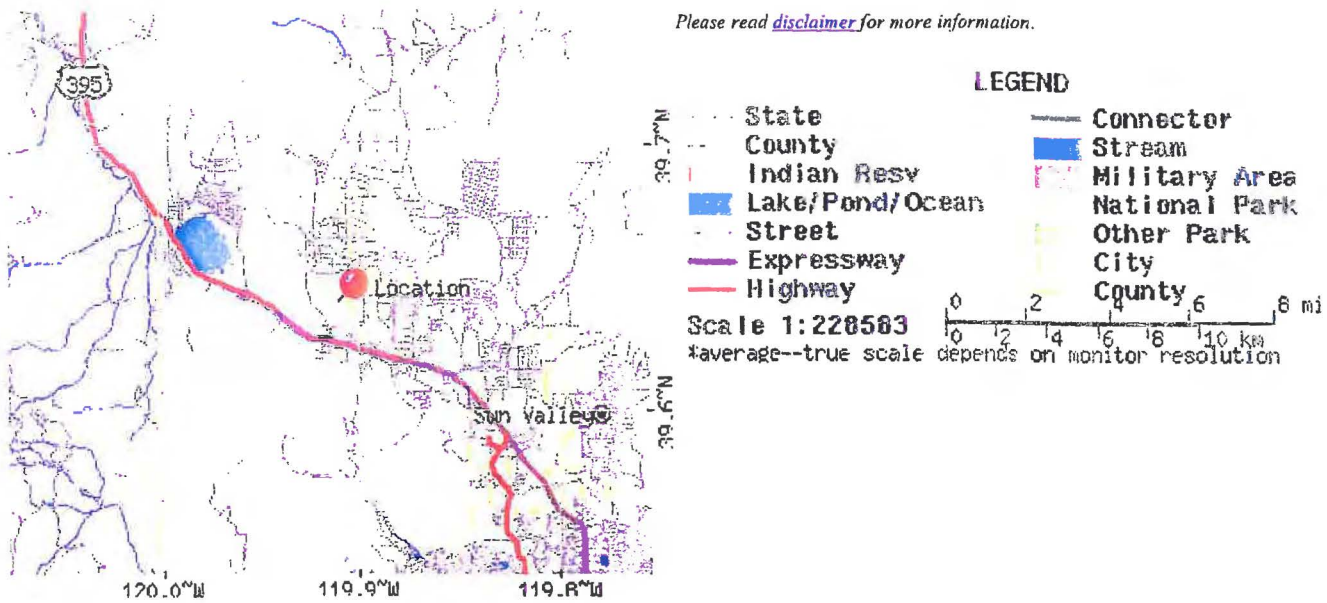 Please read disclaimer for more information.
395
Location
Sun Valley
120.0~W
119.9~W
119.8~W
39.7~N
39.6~N
LEGEND
State
County
Indian Resv
Lake/Pond/Ocean
Street
Expressway
Highway
Connector
Stream
Military Area
National Park
Other Park
City
County
0 2 4 6 8 mi
0 2 4 6 8 10 km
Scale 1:228583
*average--true scale depends on monitor resolution